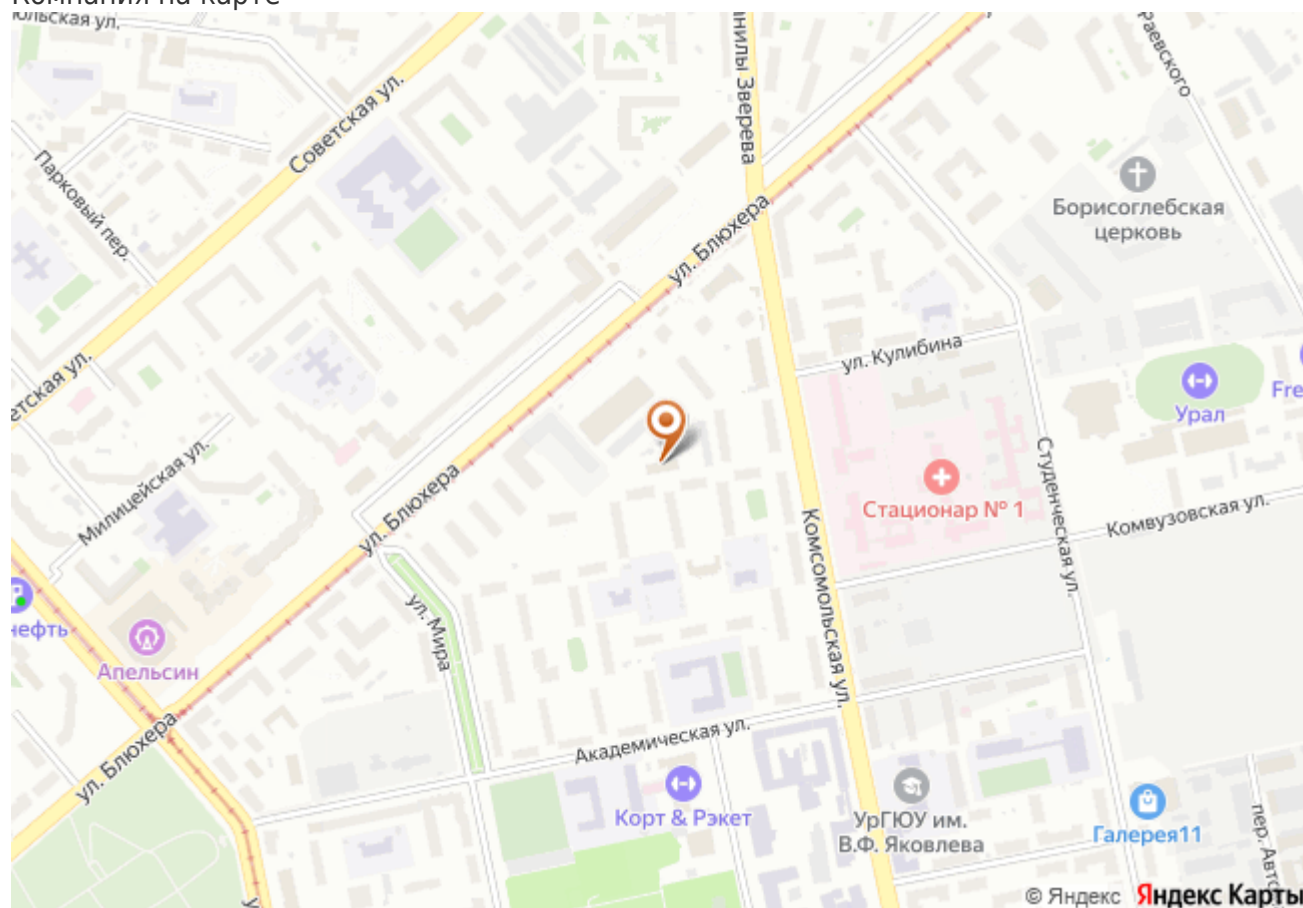 Компания на карте
ольская ул.
Советская ул.
анилы Зверева
раевского
Парковый пер.
Борисоглебская
церковь
ул. Блюхера
етская ул.
ул. Кулибина
Урал
Fre
Милицейская ул.
ул. Блюхера
Стационар № 1
Студенческая ул.
Комвузовская ул.
Комсомольская ул.
нефть
Апельсин
ул. Мира
ул. Блюхера
Академическая ул.
Корт & Рэкет
УрГЮУ им.
В.Ф. Яковлева
Галерея11
пер. Авто
© Яндекс Яндекс Карты